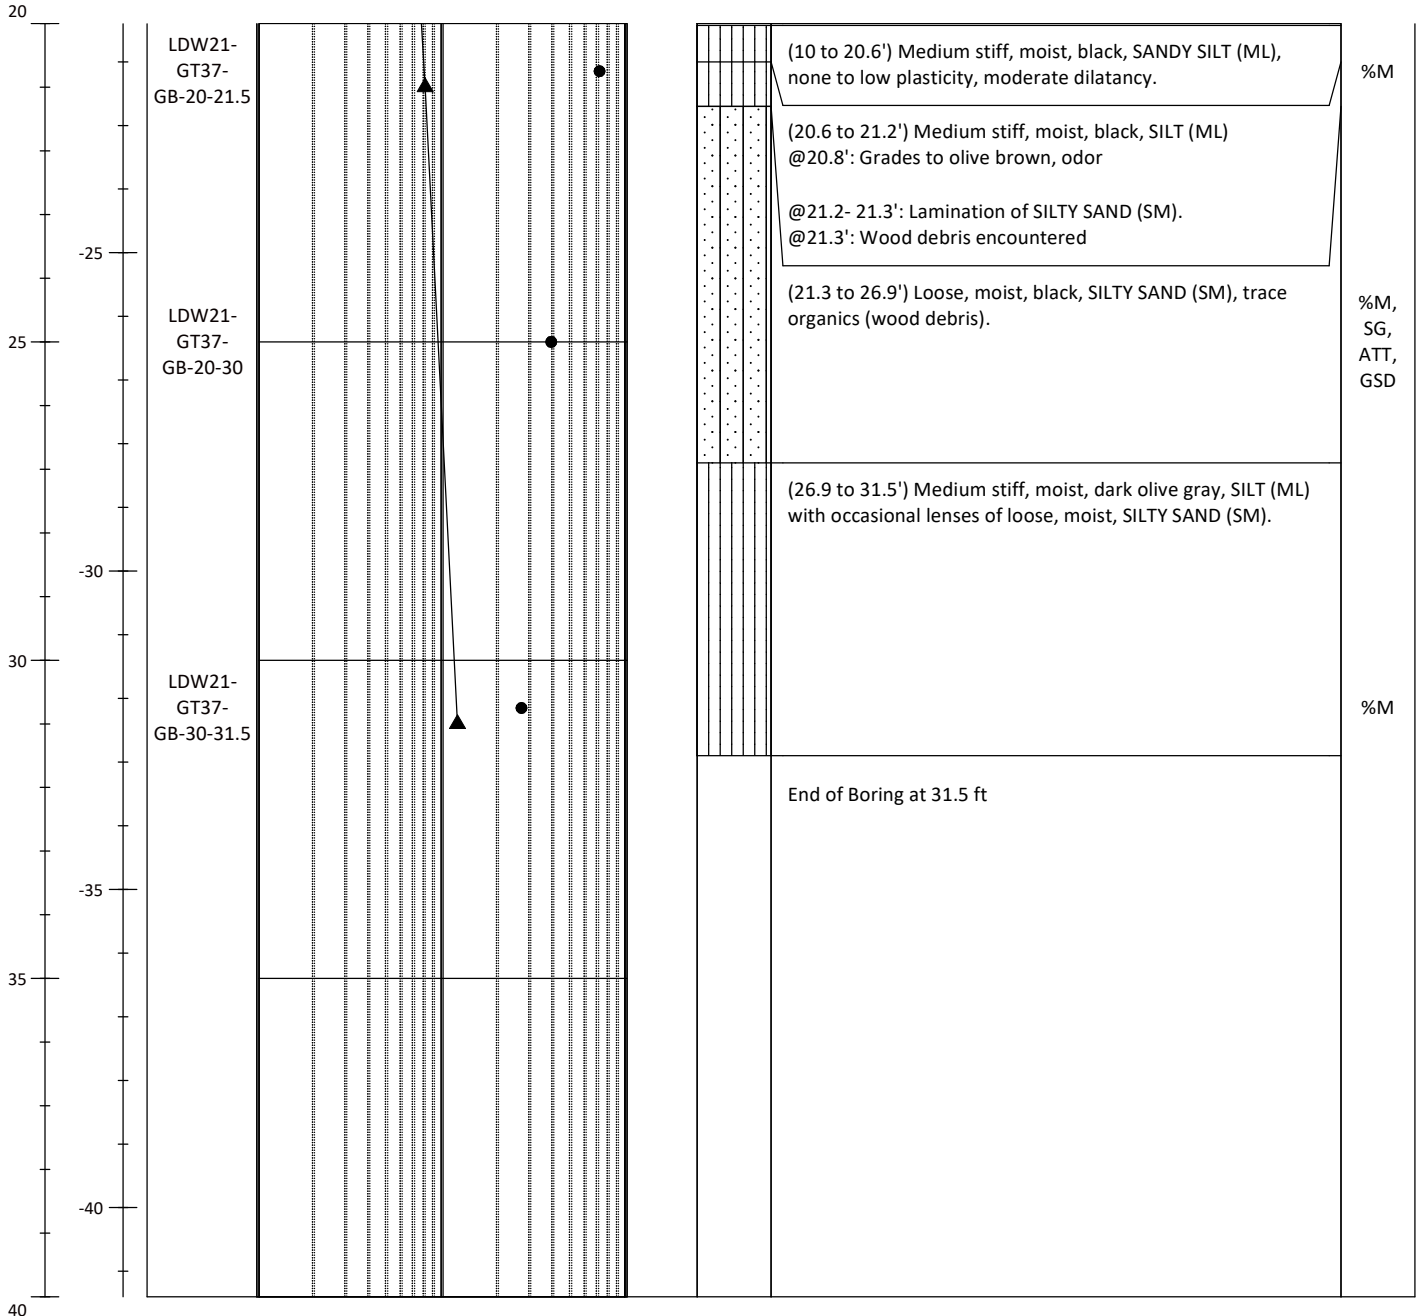 20
25
30
35
40
-25
-30
-35
-40
LDW21-
GT37-
GB-20-21.5
LDW21-
GT37-
GB-20-30
LDW21-
GT37-
GB-30-31.5
(10 to 20.6') Medium stiff, moist, black, SANDY SILT (ML),
none to low plasticity, moderate dilatancy.
(20.6 to 21.2') Medium stiff, moist, black, SILT (ML)
@20.8': Grades to olive brown, odor
@21.2- 21.3': Lamination of SILTY SAND (SM).
@21.3': Wood debris encountered
(21.3 to 26.9') Loose, moist, black, SILTY SAND (SM), trace
organics (wood debris).
(26.9 to 31.5') Medium stiff, moist, dark olive gray, SILT (ML)
with occasional lenses of loose, moist, SILTY SAND (SM).
End of Boring at 31.5 ft
%M
%M,
SG,
ATT,
GSD
%M